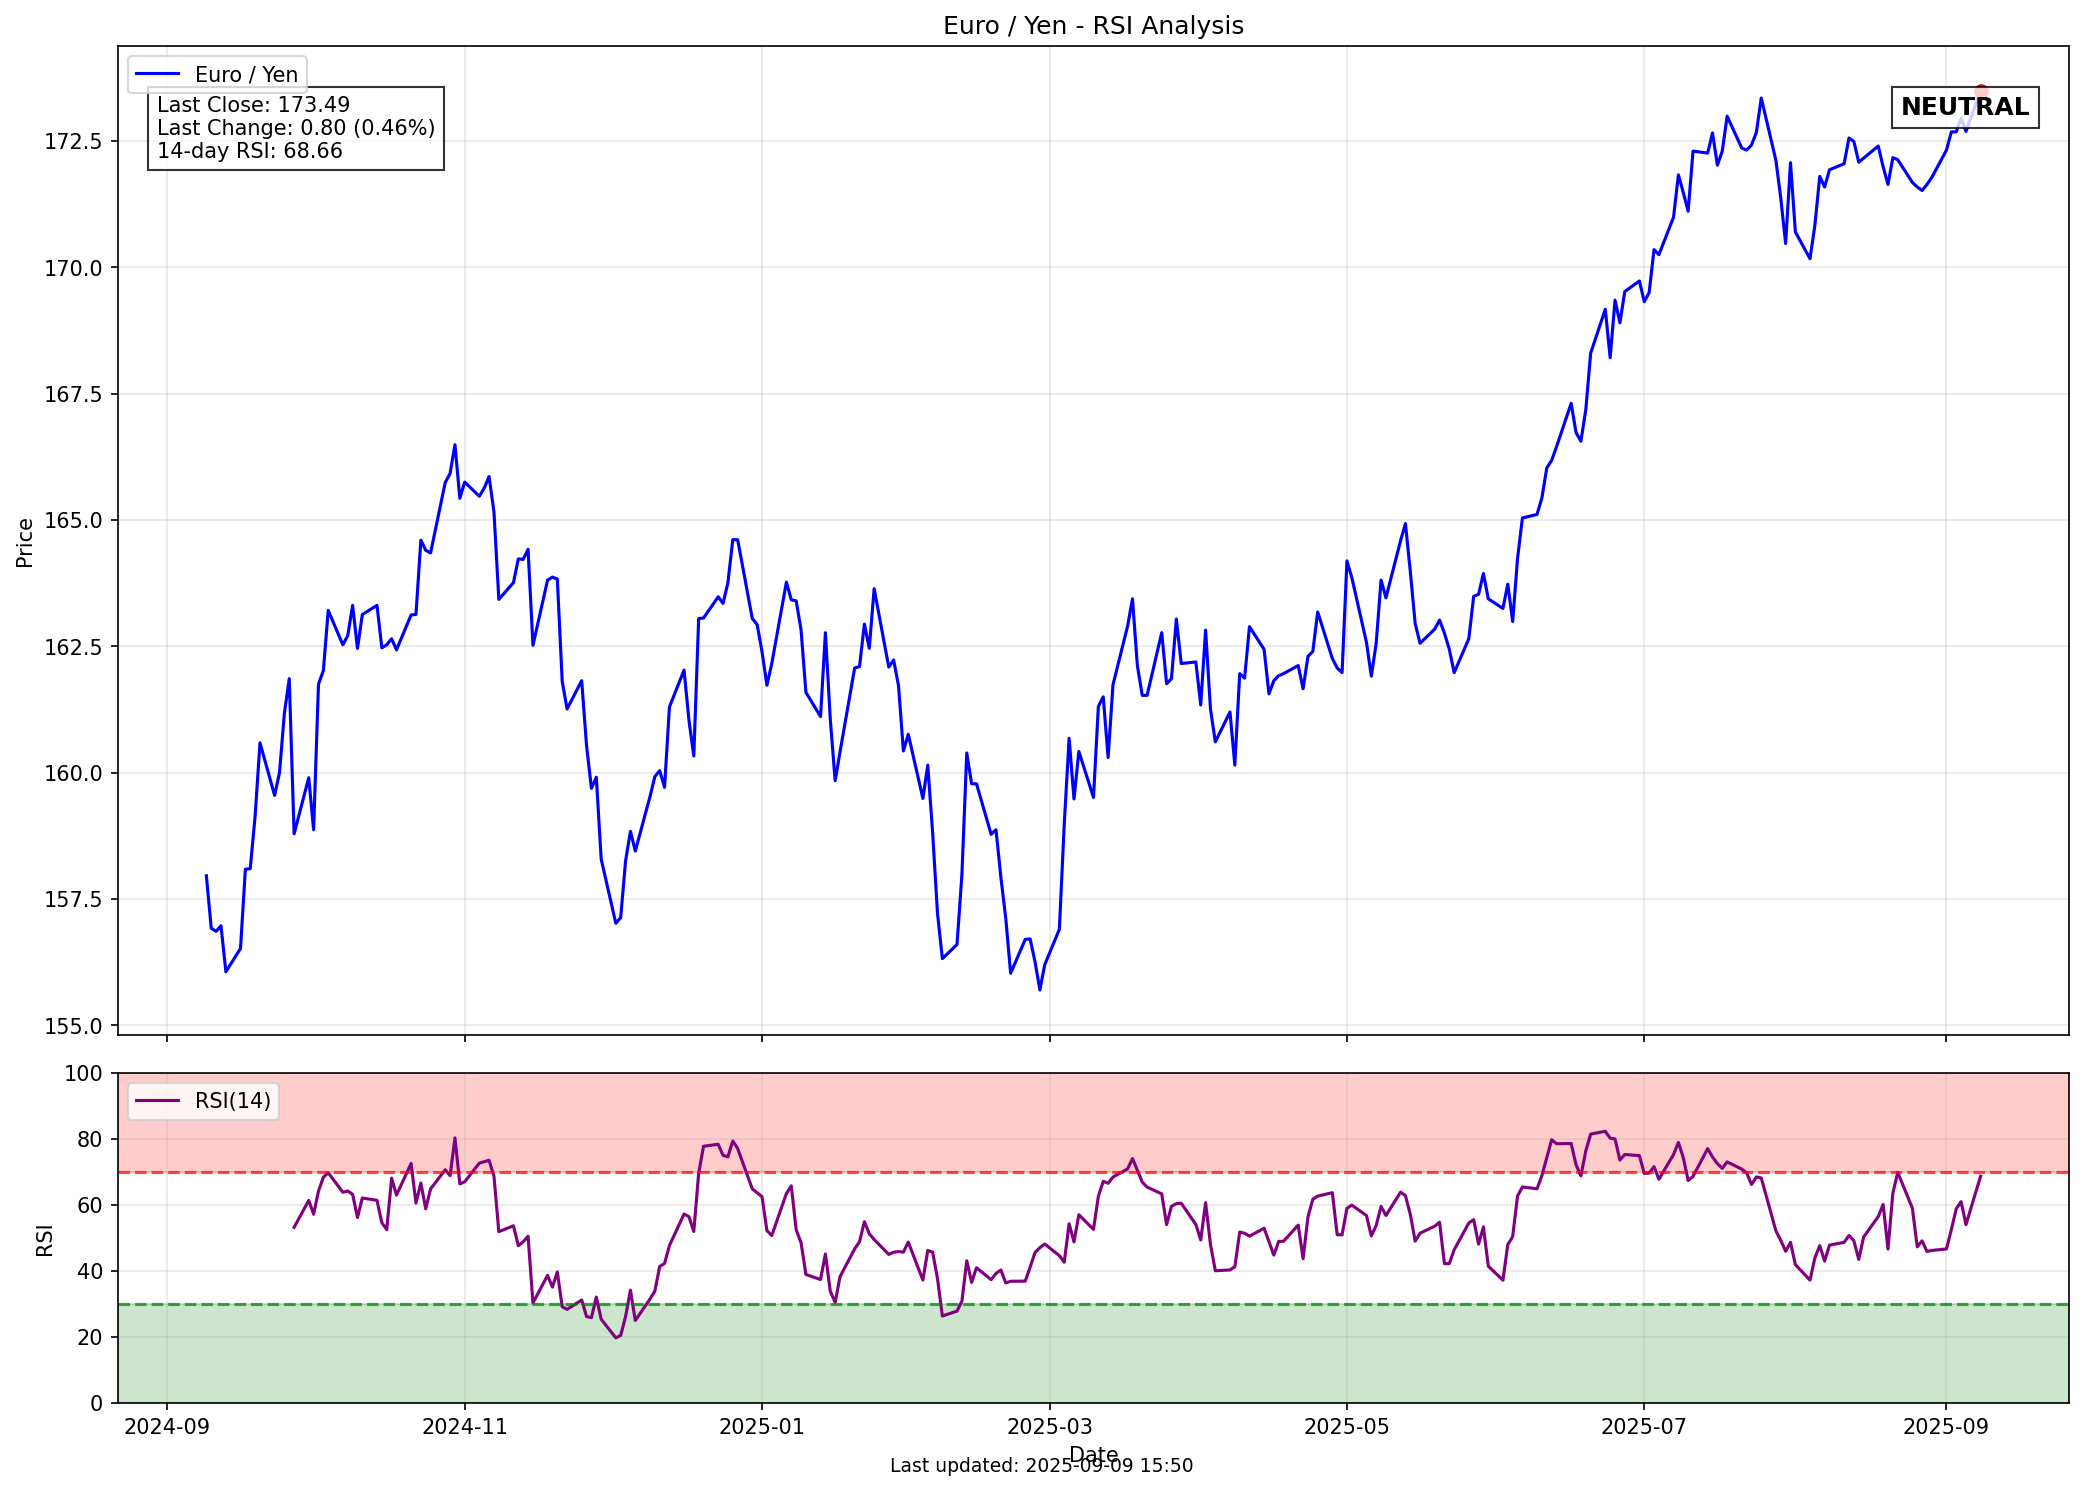 Euro / Yen - RSI Analysis
Euro / Yen
Last Close: 173.49
Last Change: 0.80 (0.46%)
14-day RSI: 68.66
NEUTRAL
Price
172.5
170.0
167.5
165.0
162.5
160.0
157.5
155.0
RSI(14)
RSI
100
80
60
40
20
0
2024-09
2024-11
2025-01
2025-03
2025-05
2025-07
2025-09
Date
Last updated: 2025-09-09 15:50